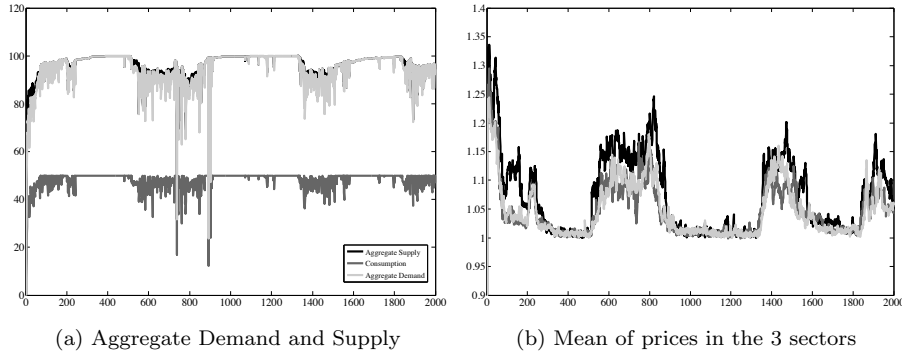 120
100
80
60
40
20
0
0 200 400 600 800 1000 1200 1400 1600 1800 2000
Aggregate Supply
Consumption
Aggregate Demand
(a) Aggregate Demand and Supply
1.4
1.35
1.3
1.25
1.2
1.15
1.1
1.05
1
0.95
0.9
0 200 400 600 800 1000 1200 1400 1600 1800 2000
(b) Mean of prices in the 3 sectors